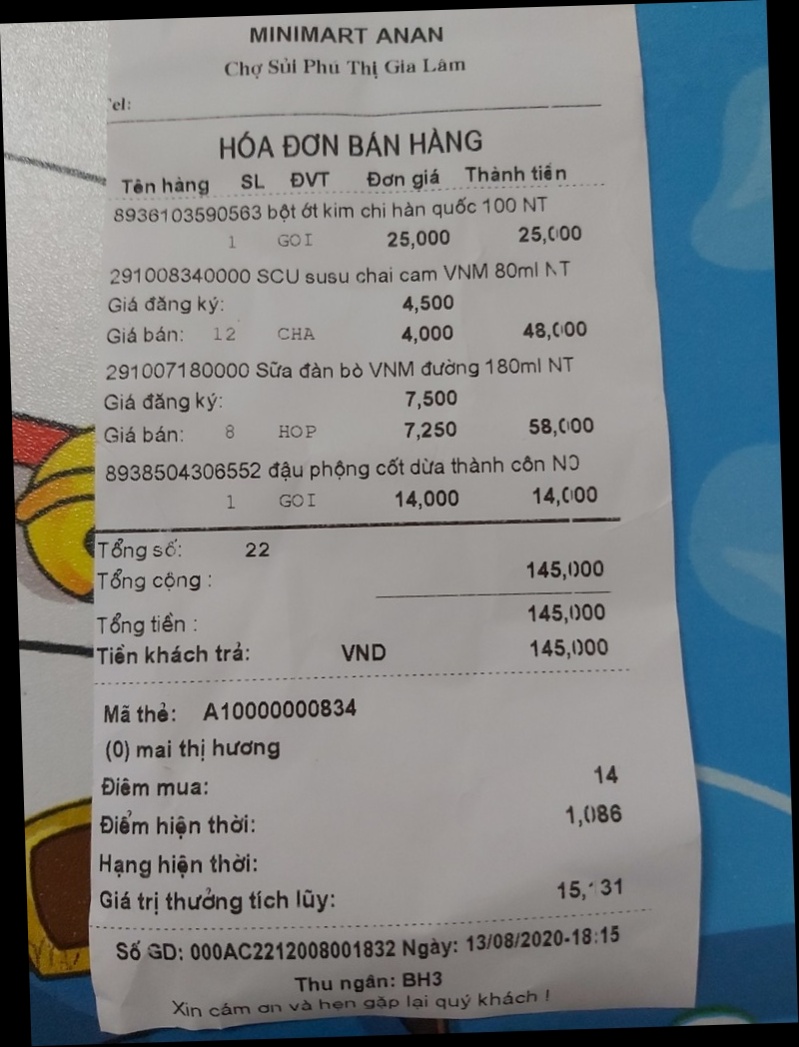 MINIMART ANAN
Chợ Sủi Phú Thị Gia Lâm
Tel:
HÓA ĐƠN BÁN HÀNG
Tên hàng SL ĐVT Đơn giá Thành tiền
8936103590563 bột ớt kim chi hàn quốc 100 NT
1 GOI 25,000 25,000
291008340000 SCU susu chai cam VNM 80ml NT
Giá đăng ký: 4,500
Giá bán: 12 CHA 4,000 48,000
291007180000 Sữa đàn bò VNM đường 180ml NT
Giá đăng ký: 7,500
Giá bán: 8 HOP 7,250 58,000
8938504306552 đậu phộng cốt dừa thành côn
1 GOI 14,000 14,000
Tổng số: 22
Tổng cộng : 145,000
Tổng tiền : 145,000
Tiền khách trả: VND 145,000
Mã thẻ: A10000000834
(0) mai thị hương
Điểm mua: 14
Điểm hiện thời: 1,086
Hạng hiện thời:
Giá trị thưởng tích lũy:
Số GD: 000AC2212008001832 Ngày: 13/08/2020-18:15
Thu ngân: BH3
Xin cám ơn và hẹn gặp lại quý khách !